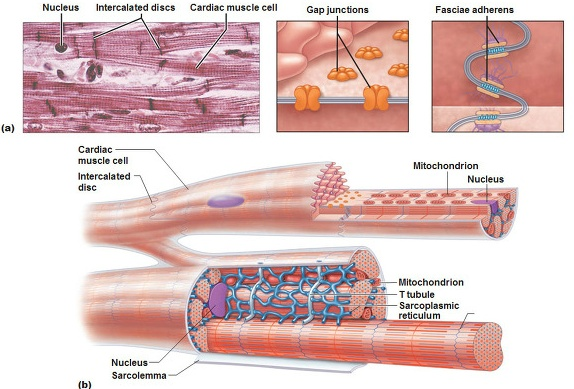 Nucleus
Intercalated discs
Cardiac muscle cell
Gap junctions
Fasciae adherens
(a)
Cardiac
muscle cell
Intercalated
disc
Mitochondrion
Nucleus
Mitochondrion
T tubule
Sarcoplasmic
reticulum
Nucleus
Sarcolemma
(b)